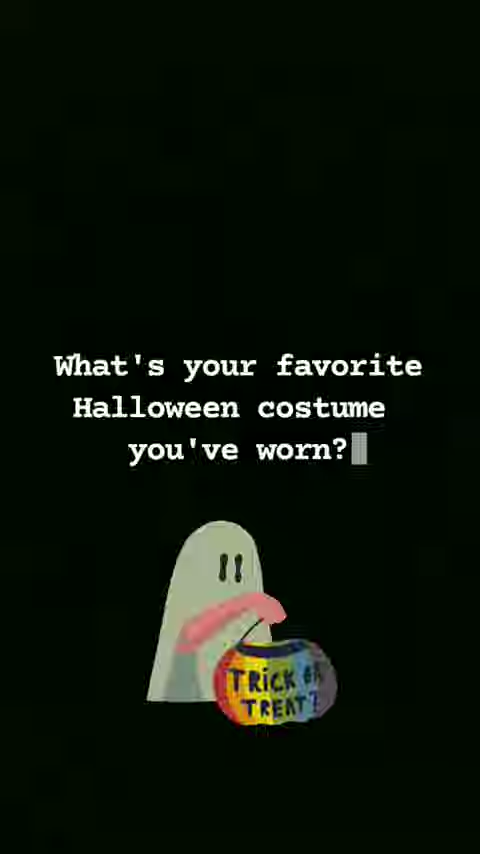 What's your favorite
Halloween costume
you've worn?
TRiCK OR
TREAT?